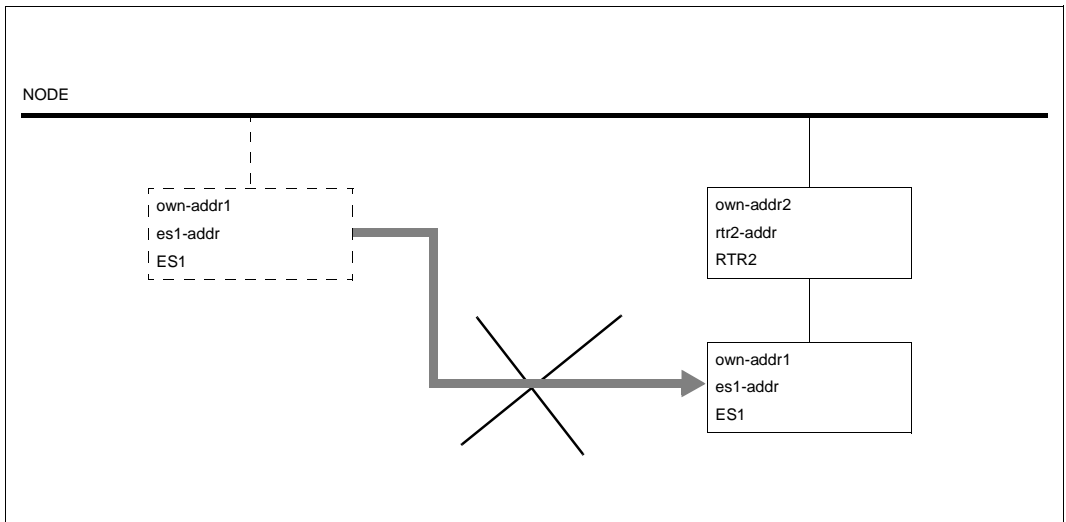 NODE
own-addr1
es1-addr
ES1
own-addr2
rtr2-addr
RTR2
own-addr1
es1-addr
ES1